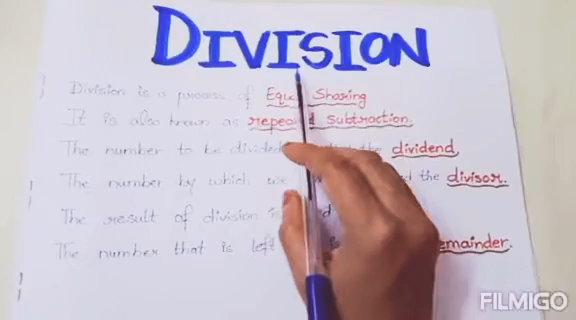 DIVISION
Division is a process of Equal Sharing
It is also known as repeated subtraction.
The number to be divided the dividend.
The number by which we the divisor.
The result of division is
The number that is left is remainder.
FILMIGO